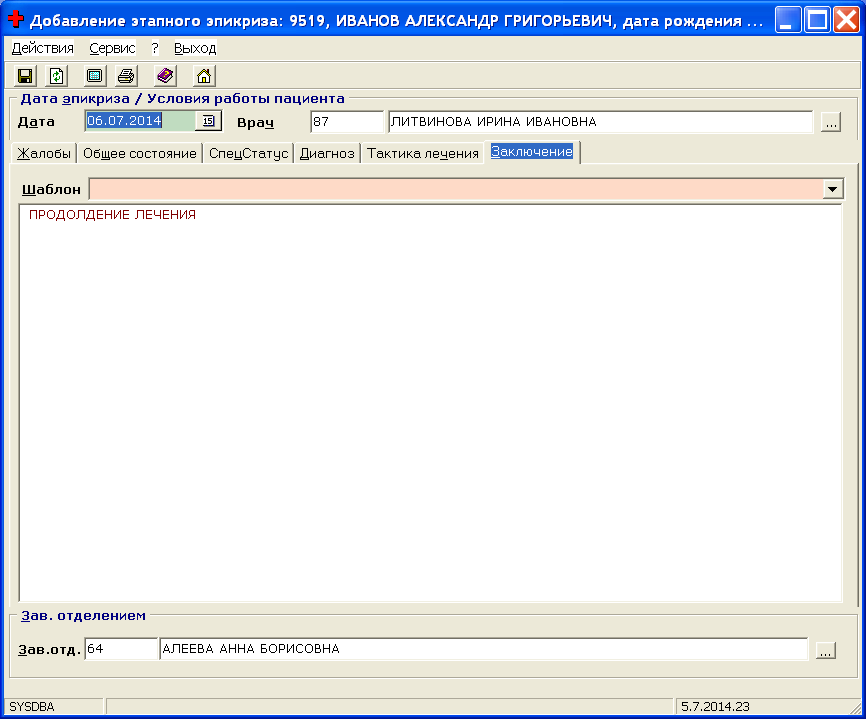 Добавление этапного эпикриза: 9519, ИВАНОВ АЛЕКСАНДР ГРИГОРЬЕВИЧ, дата рождения ...
Действия Сервис ? Выход
Дата эпикриза / Условия работы пациента
Дата 06.07.2014 15 Врач 87 ЛИТВИНОВА ИРИНА ИВАНОВНА ...
Жалобы Общее состояние СпецСтатус Диагноз Тактика лечения Заключение
Шаблон
ПРОДОЛДЕНИЕ ЛЕЧЕНИЯ
Зав. отделением
Зав.отд. 64 АЛЕЕВА АННА БОРИСОВНА ...
SYSDBA 5.7.2014.23